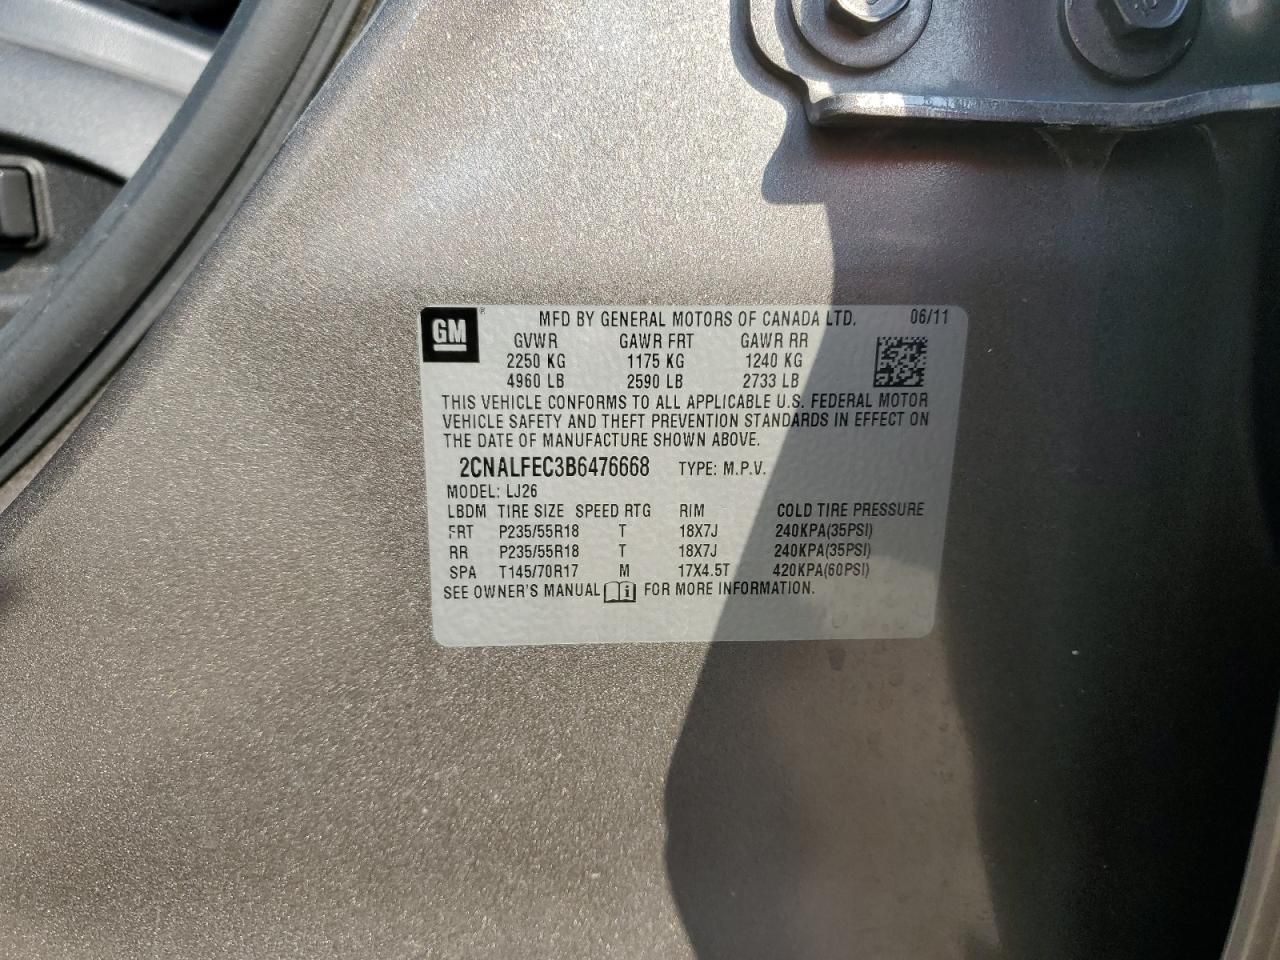 GM ® MFD BY GENERAL MOTORS OF CANADA LTD. 06/11
GVWR GAWR FRT GAWR RR
2250 KG 1175 KG 1240 KG
4960 LB 2590 LB 2733 LB
THIS VEHICLE CONFORMS TO ALL APPLICABLE U.S. FEDERAL MOTOR
VEHICLE SAFETY AND THEFT PREVENTION STANDARDS IN EFFECT ON
THE DATE OF MANUFACTURE SHOWN ABOVE.
2CNALFEC3B6476668 TYPE: M.P.V.
MODEL: LJ26
LBDM TIRE SIZE SPEED RTG RIM COLD TIRE PRESSURE
FRT P235/55R18 T 18X7J 240KPA(35PSI)
RR P235/55R18 T 18X7J 240KPA(35PSI)
SPA T145/70R17 M 17X4.5T 420KPA(60PSI)
SEE OWNER'S MANUAL i FOR MORE INFORMATION.